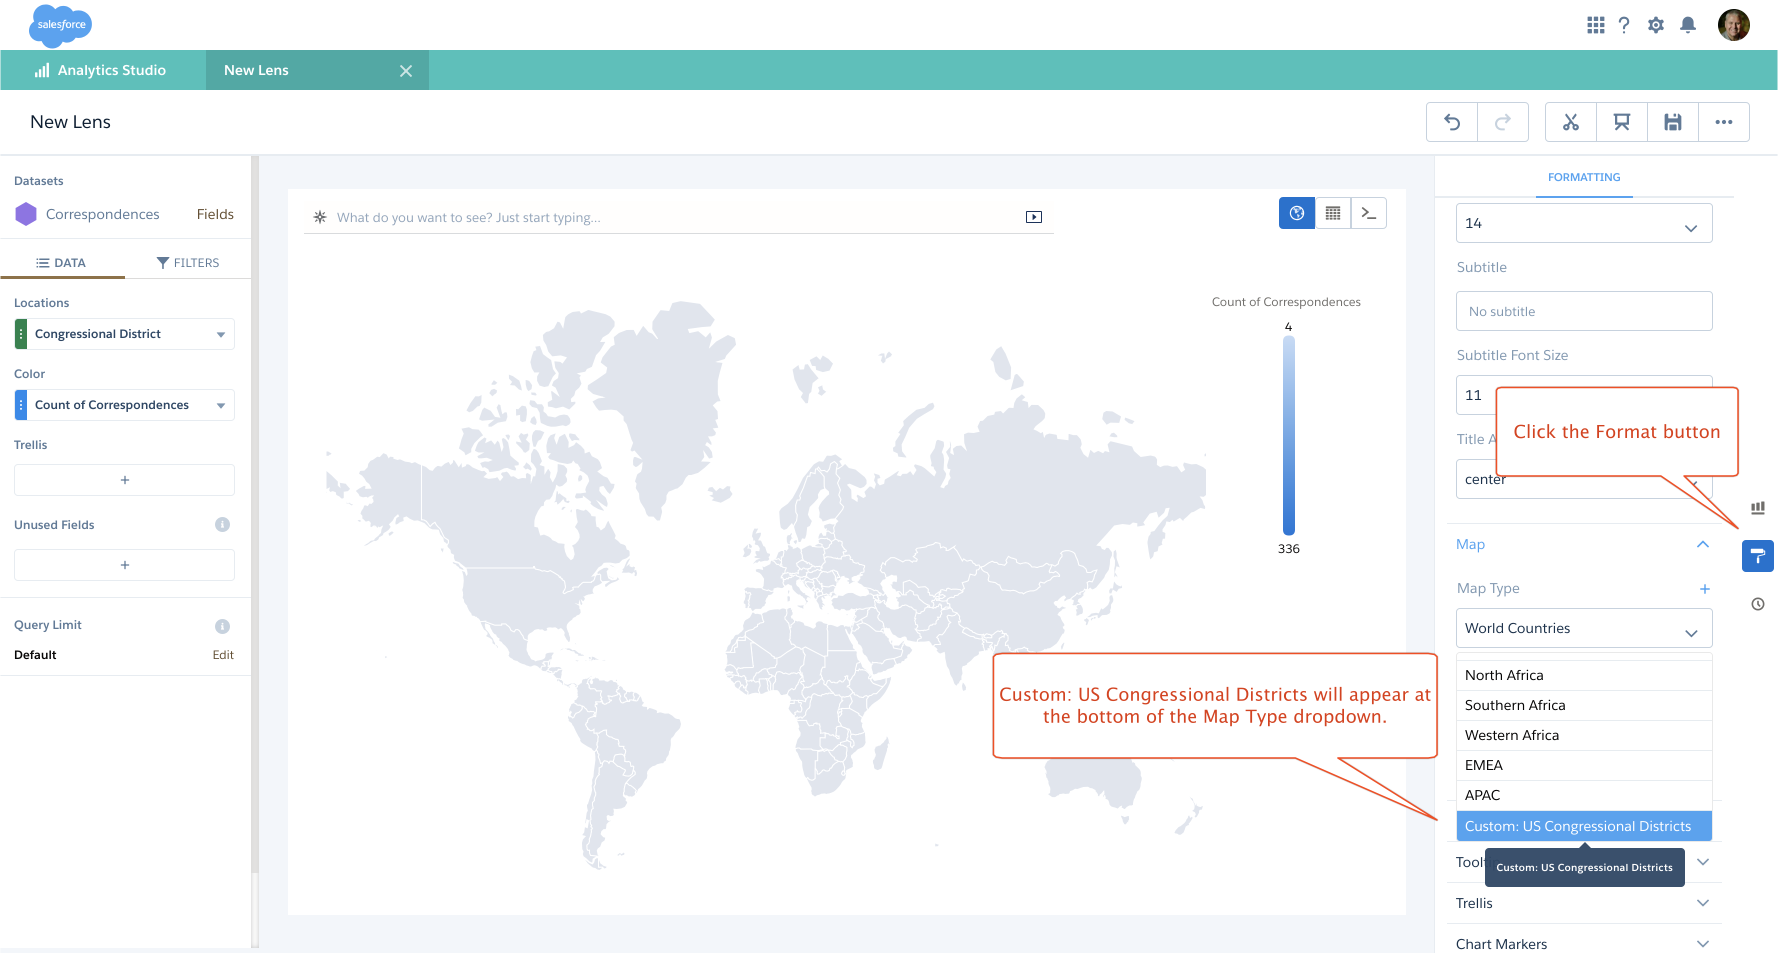 salesforce
Analytics Studio
New Lens
New Lens
Datasets
Correspondences
Fields
DATA
FILTERS
Locations
Congressional District
Color
Count of Correspondences
Trellis
+
Unused Fields
+
Query Limit
Default
Edit
What do you want to see? Just start typing...
Count of Correspondences
4
336
FORMATTING
14
Subtitle
No subtitle
Subtitle Font Size
11
Click the Format button
Title A
center
Map
Map Type
+
World Countries
North Africa
Southern Africa
Western Africa
EMEA
APAC
Custom: US Congressional Districts
Custom: US Congressional Districts will appear at
the bottom of the Map Type dropdown.
Custom: US Congressional Districts
Trellis
Chart Markers